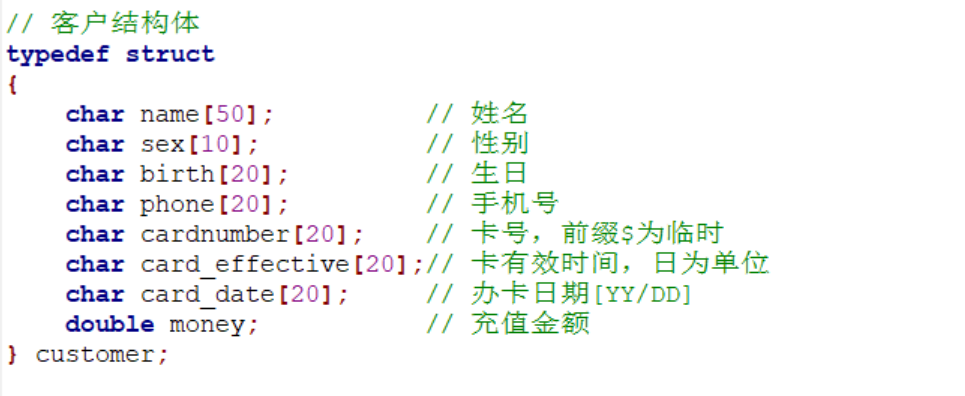 // 客户结构体
typedef struct
{
    char name[50];          // 姓名
    char sex[10];           // 性别
    char birth[20];         // 生日
    char phone[20];         // 手机号
    char cardnumber[20];    // 卡号，前缀$为临时
    char card_effective[20];// 卡有效时间，日为单位
    char card_date[20];     // 办卡日期[YY/DD]
    double money;           // 充值金额
} customer;